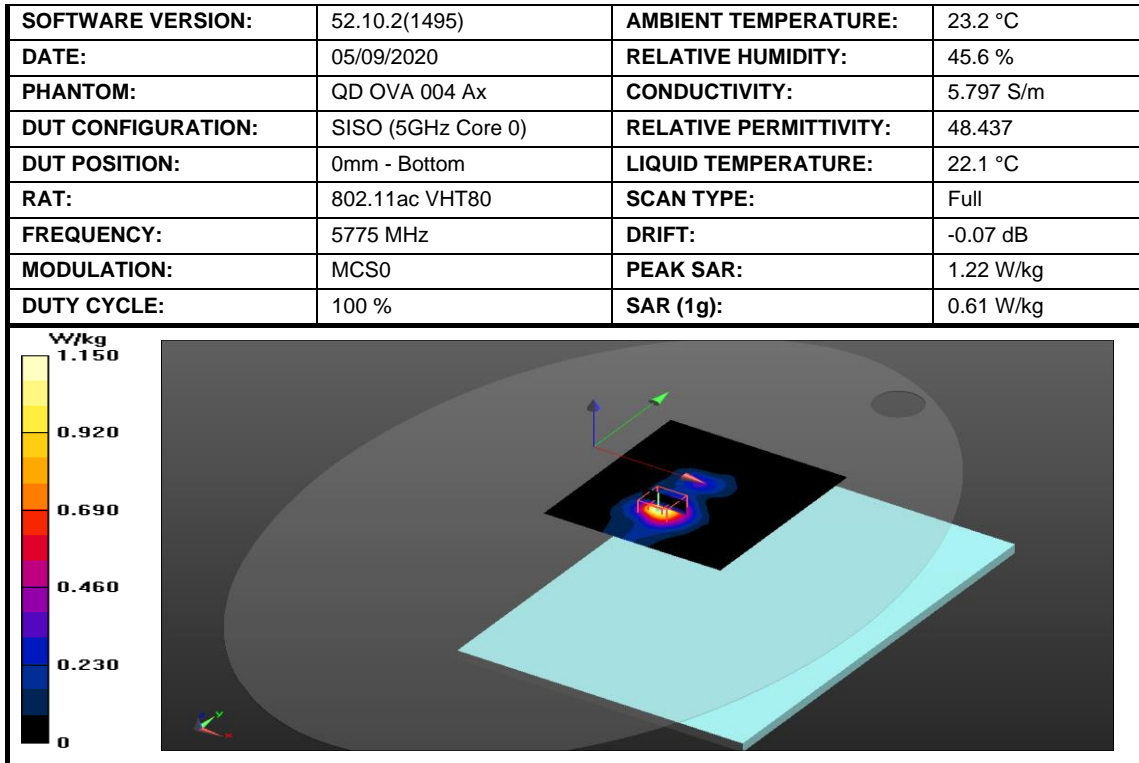 SOFTWARE VERSION: 52.10.2(1495) AMBIENT TEMPERATURE: 23.2 °C
DATE: 05/09/2020 RELATIVE HUMIDITY: 45.6 %
PHANTOM: QD OVA 004 Ax CONDUCTIVITY: 5.797 S/m
DUT CONFIGURATION: SISO (5GHz Core 0) RELATIVE PERMITTIVITY: 48.437
DUT POSITION: 0mm - Bottom LIQUID TEMPERATURE: 22.1 °C
RAT: 802.11ac VHT80 SCAN TYPE: Full
FREQUENCY: 5775 MHz DRIFT: -0.07 dB
MODULATION: MCS0 PEAK SAR: 1.22 W/kg
DUTY CYCLE: 100 % SAR (1g): 0.61 W/kg
W/kg
1.150
0.920
0.690
0.460
0.230
0